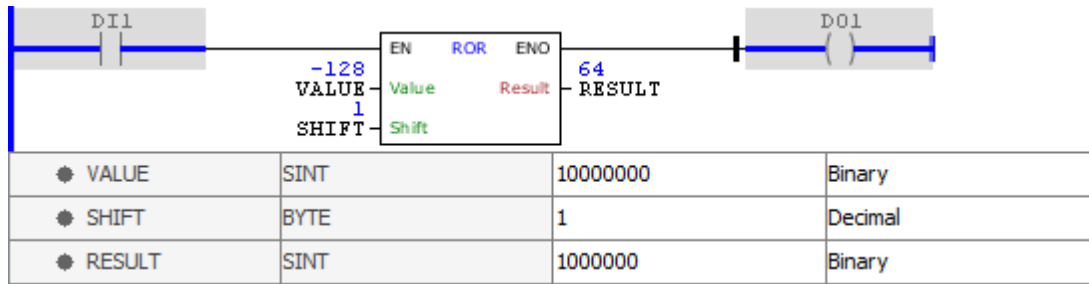 DI1 DO1
EN ROR ENO
-128 64
VALUE Value Result RESULT
1
SHIFT Shift
VALUE SINT 10000000 Binary
SHIFT BYTE 1 Decimal
RESULT SINT 1000000 Binary